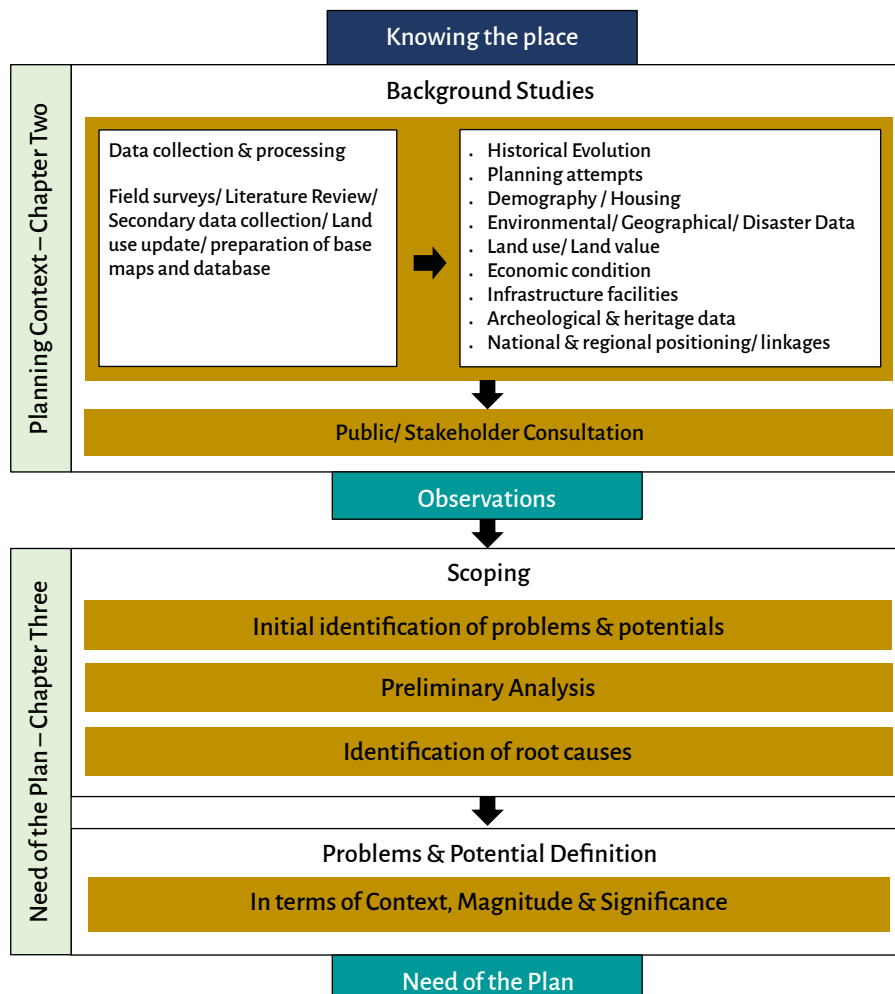 Knowing the place
Planning Context – Chapter Two
Background Studies
Data collection & processing
Field surveys/ Literature Review/
Secondary data collection/ Land
use update/ preparation of base
maps and database
. Historical Evolution
. Planning attempts
. Demography / Housing
. Environmental/ Geographical/ Disaster Data
. Land use/ Land value
. Economic condition
. Infrastructure facilities
. Archeological & heritage data
. National & regional positioning/ linkages
Public/ Stakeholder Consultation
Observations
Need of the Plan – Chapter Three
Scoping
Initial identification of problems & potentials
Preliminary Analysis
Identification of root causes
Problems & Potential Definition
In terms of Context, Magnitude & Significance
Need of the Plan